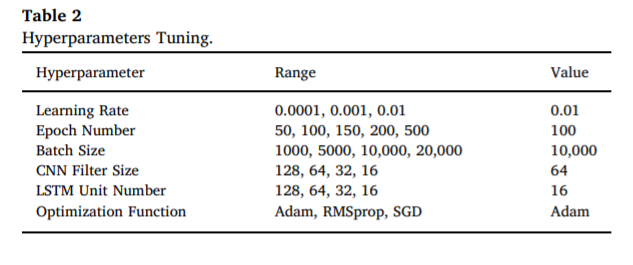 Table 2
Hyperparameters Tuning.
Hyperparameter Range Value
Learning Rate 0.0001, 0.001, 0.01 0.01
Epoch Number 50, 100, 150, 200, 500 100
Batch Size 1000, 5000, 10,000, 20,000 10,000
CNN Filter Size 128, 64, 32, 16 64
LSTM Unit Number 128, 64, 32, 16 16
Optimization Function Adam, RMSprop, SGD Adam